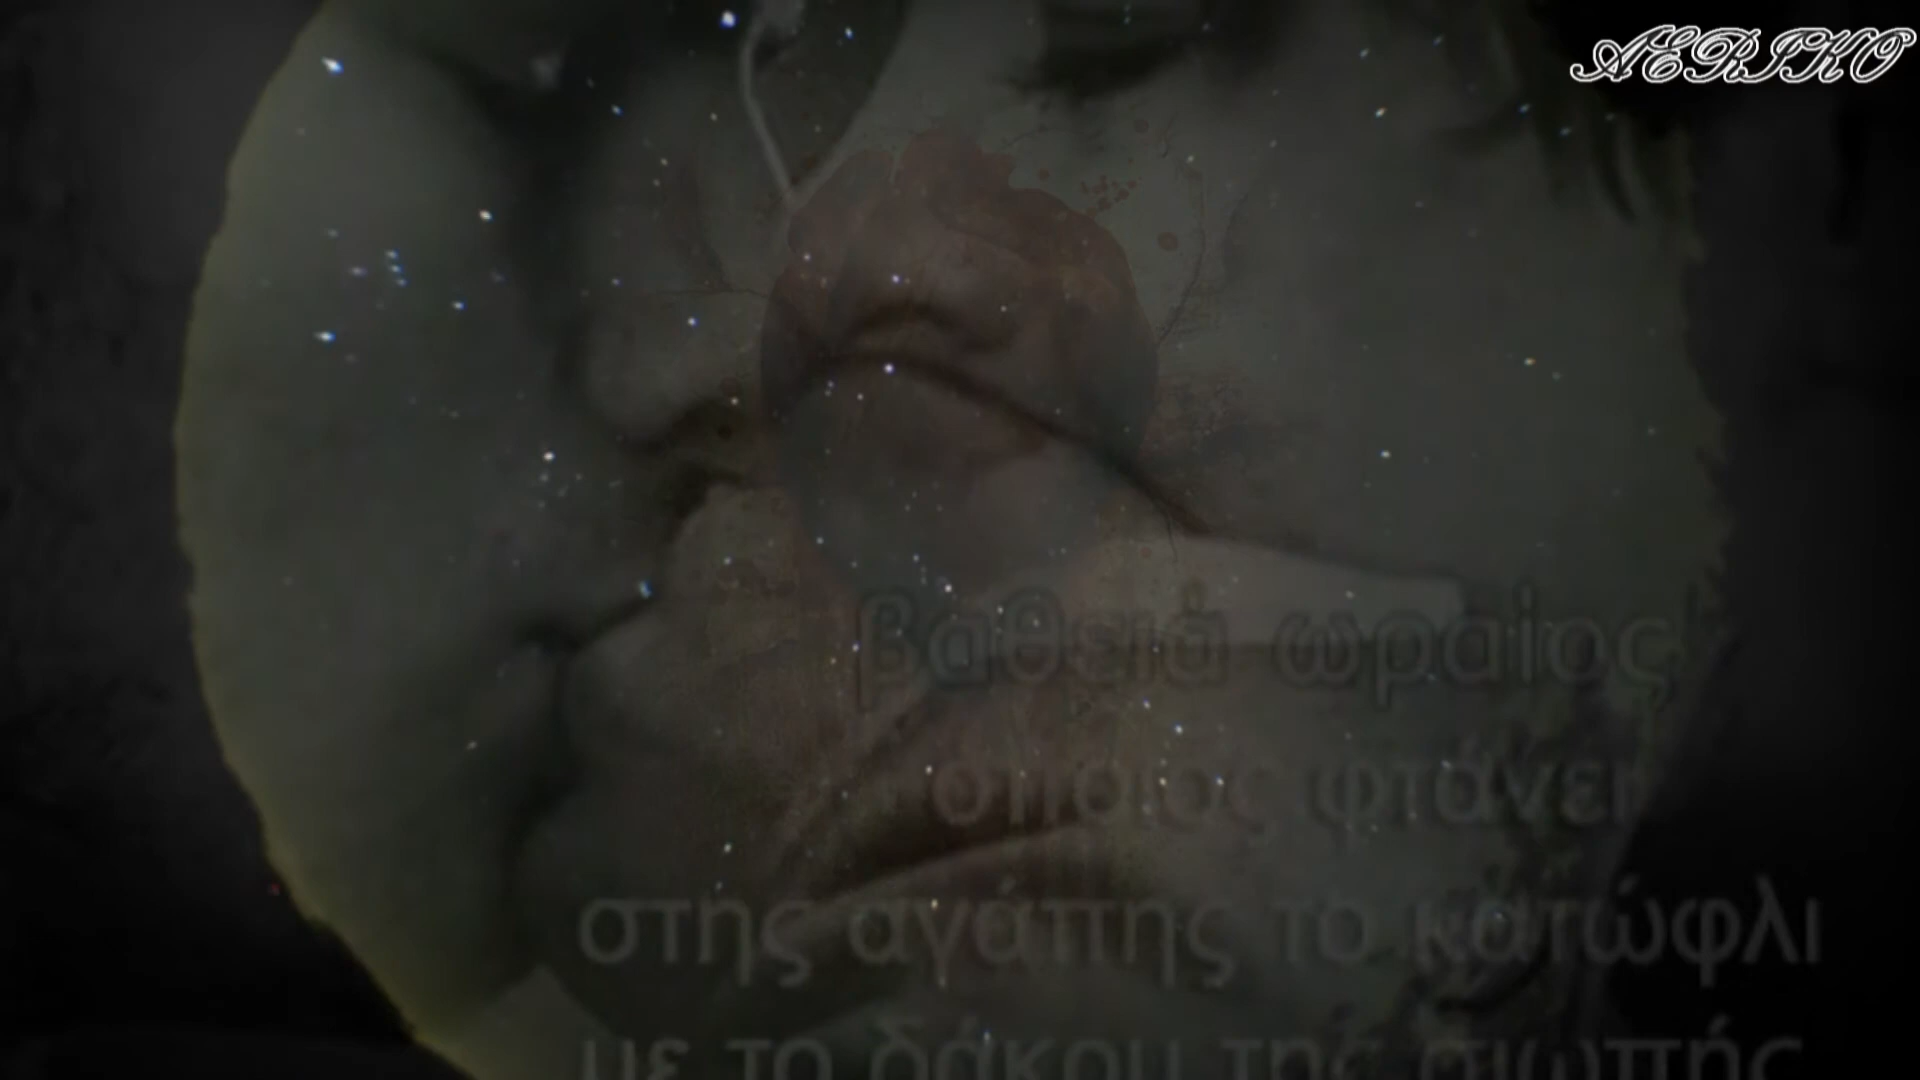 AERIKO
βαθειά ωραίος
όποιος φτάνει
στης αγάπης το κατώφλι
με το δάκρυ της σιωπής